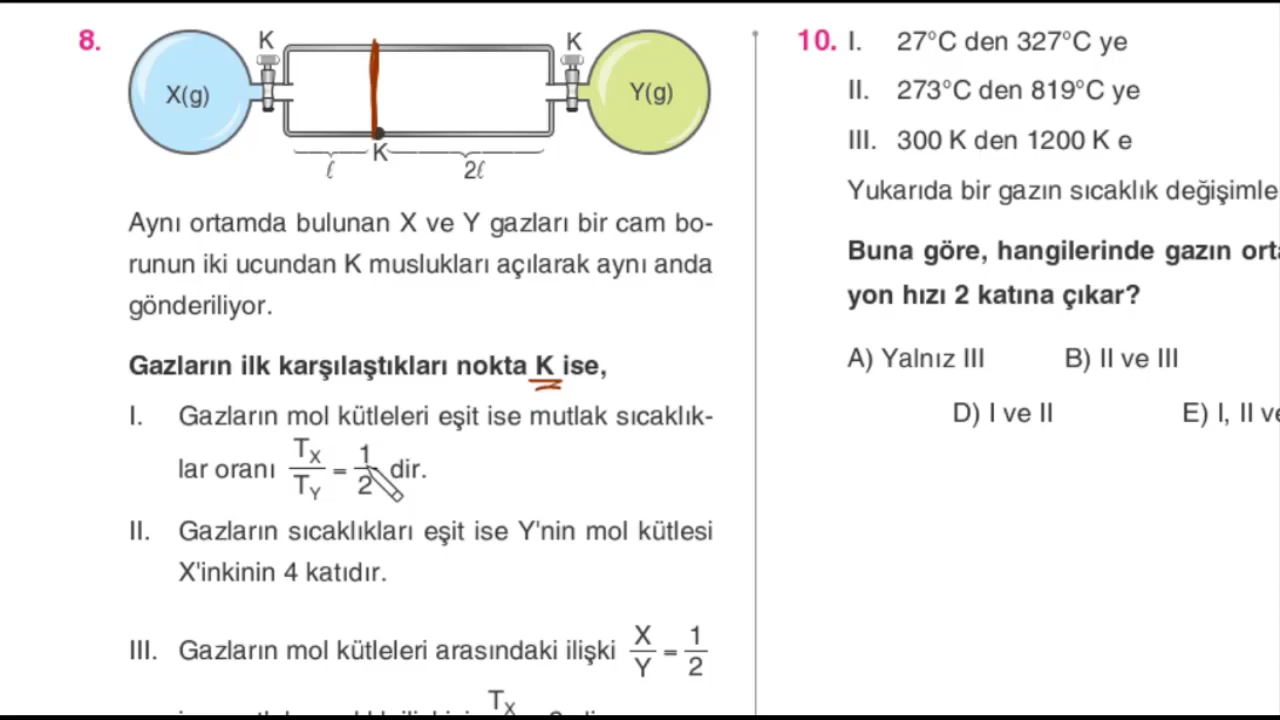 8.
K
K
X(g)
Y(g)
K
ℓ
2ℓ
Aynı ortamda bulunan X ve Y gazları bir cam bo-
runun iki ucundan K muslukları açılarak aynı anda
gönderiliyor.
Gazların ilk karşılaştıkları nokta K ise,
I. Gazların mol kütleleri eşit ise mutlak sıcaklık-
lar oranı Tx/TY = 1/2 dir.
II. Gazların sıcaklıkları eşit ise Y'nin mol kütlesi
X'inkinin 4 katıdır.
III. Gazların mol kütleleri arasındaki ilişki X/Y = 1/2
Tx
10. I. 27°C den 327°C ye
II. 273°C den 819°C ye
III. 300 K den 1200 K e
Yukarıda bir gazın sıcaklık değişimle
Buna göre, hangilerinde gazın ort
yon hızı 2 katına çıkar?
A) Yalnız III B) II ve III
D) I ve II E) I, II v